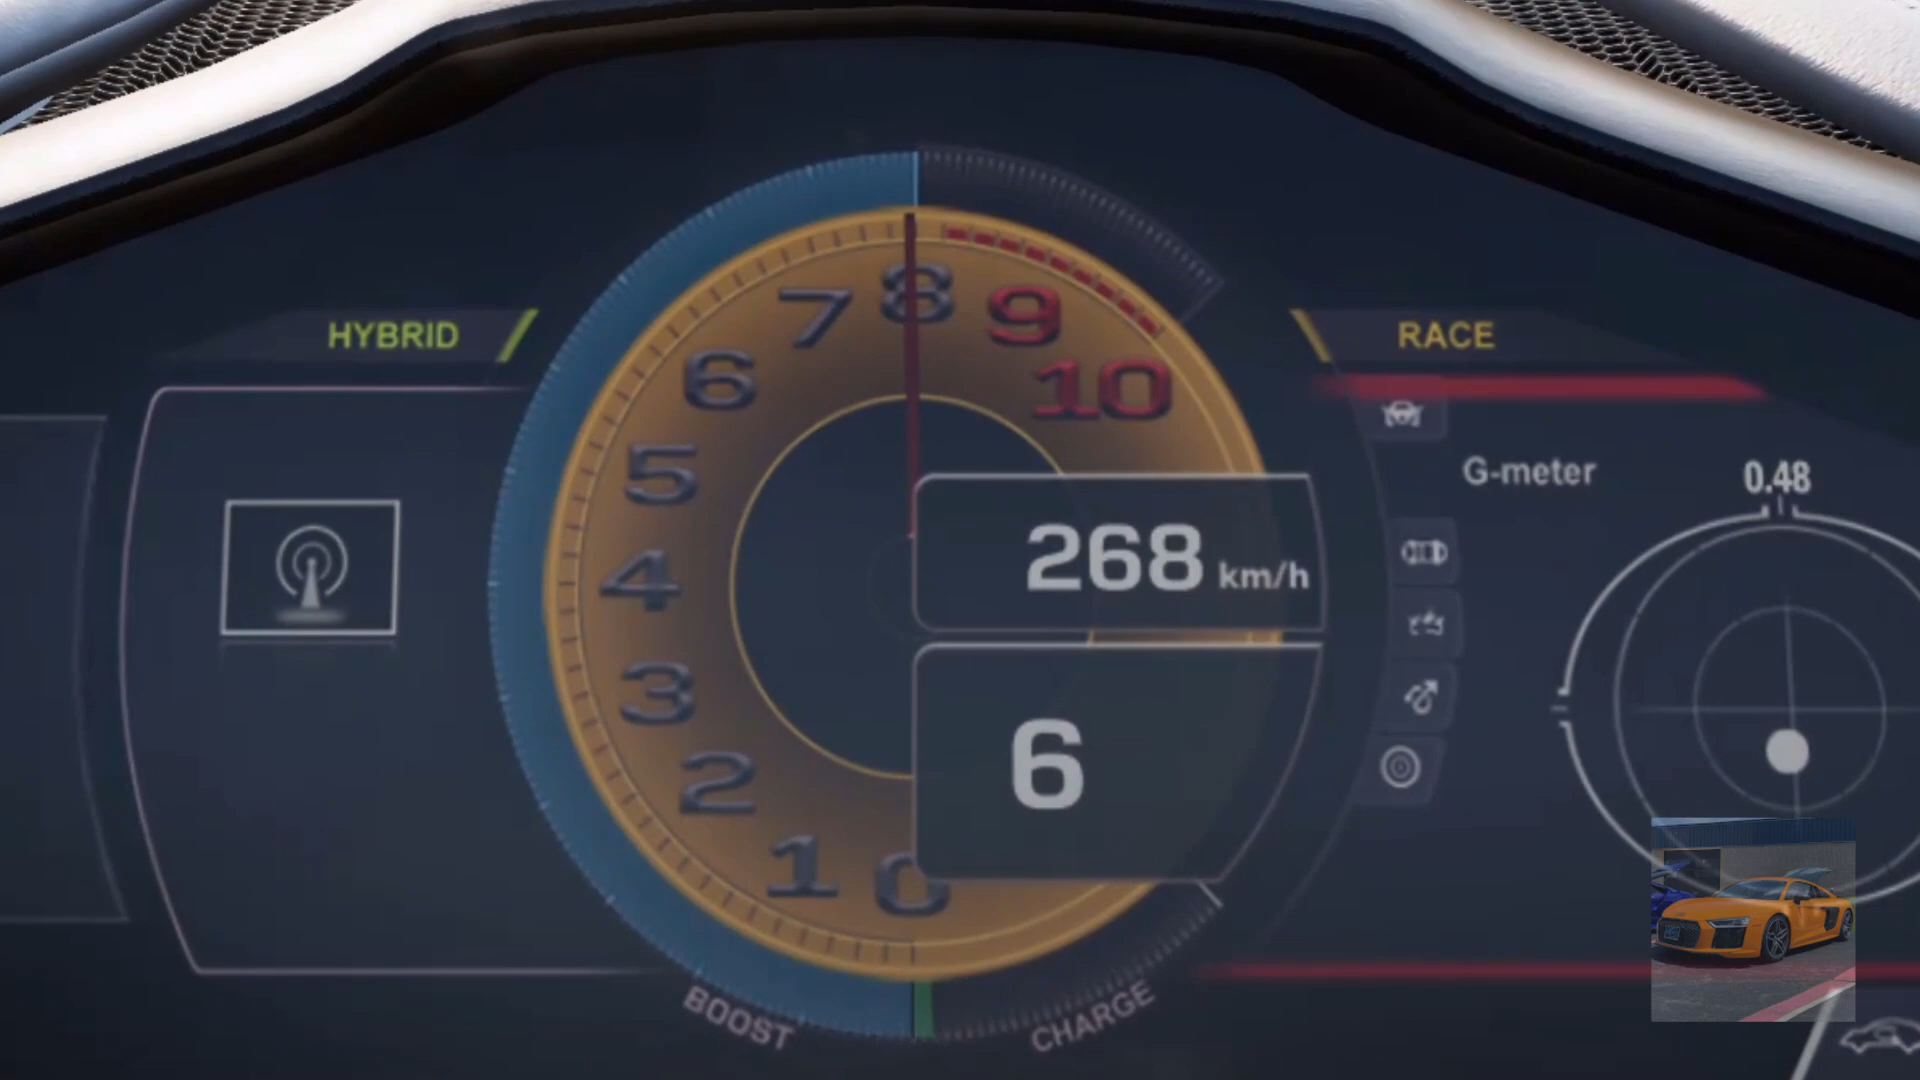 HYBRID
RACE
7 8 9
6 10
5
4
3
2
1 0
268 km/h
6
G-meter
0.48
BOOST
CHARGE